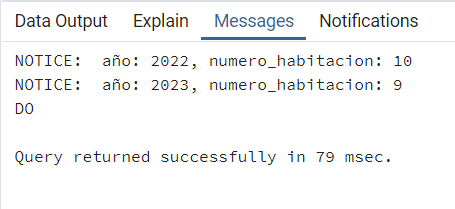 Data Output Explain Messages Notifications
NOTICE:  año: 2022, numero_habitacion: 10
NOTICE:  año: 2023, numero_habitacion: 9
DO
Query returned successfully in 79 msec.